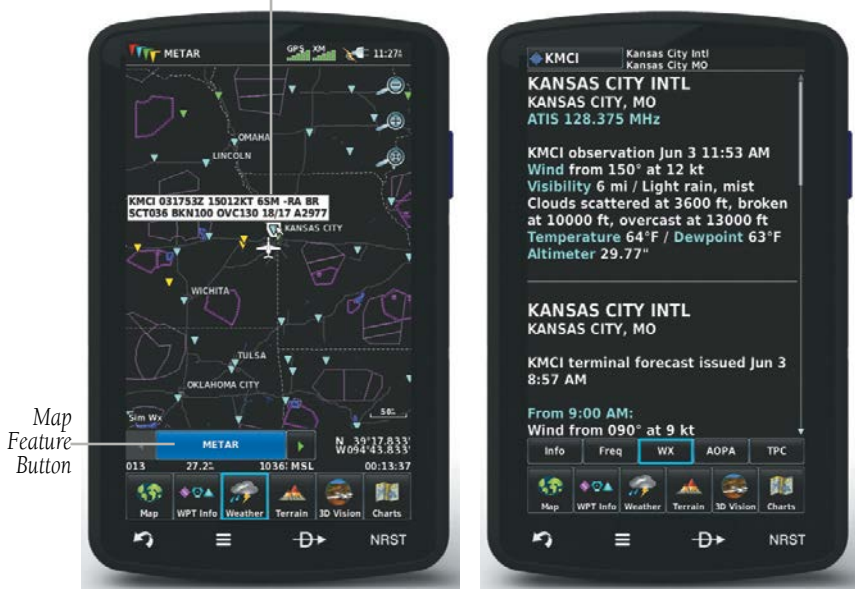 METAR
GPS XM
11:27
OMAHA
LINCOLN
KMCI 031753Z 15012KT 6SM -RA BR
SCT036 BKN100 OVC130 18/17 A2977
KANSAS CITY
WICHITA
TULSA
OKLAHOMA CITY
Sim Wx
50
METAR
N 39°17.833'
W094°43.833'
013 27.2 1036 MSL 00:13:37
Map WPT Info Weather Terrain 3D Vision Charts
NRST
Map
Feature
Button
KMCI
Kansas City Intl
Kansas City MO
KANSAS CITY INTL
KANSAS CITY, MO
ATIS 128.375 MHz
KMCI observation Jun 3 11:53 AM
Wind from 150° at 12 kt
Visibility 6 mi / Light rain, mist
Clouds scattered at 3600 ft, broken
at 10000 ft, overcast at 13000 ft
Temperature 64°F / Dewpoint 63°F
Altimeter 29.77"
KANSAS CITY INTL
KANSAS CITY, MO
KMCI terminal forecast issued Jun 3
8:57 AM
From 9:00 AM:
Wind from 090° at 9 kt
Info Freq WX AOPA TPC
Map WPT Info Weather Terrain 3D Vision Charts
NRST